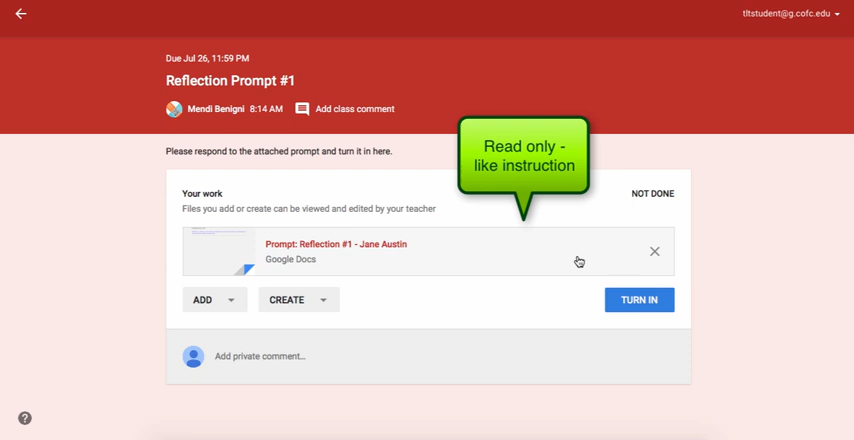 tltstudent@g.cofc.edu
Due Jul 26, 11:59 PM
Reflection Prompt #1
Mendi Benigni 8:14 AM Add class comment
Read only -
like instruction
Please respond to the attached prompt and turn it in here.
Your work NOT DONE
Files you add or create can be viewed and edited by your teacher
Prompt: Reflection #1 - Jane Austin
Google Docs
ADD CREATE TURN IN
Add private comment...
?